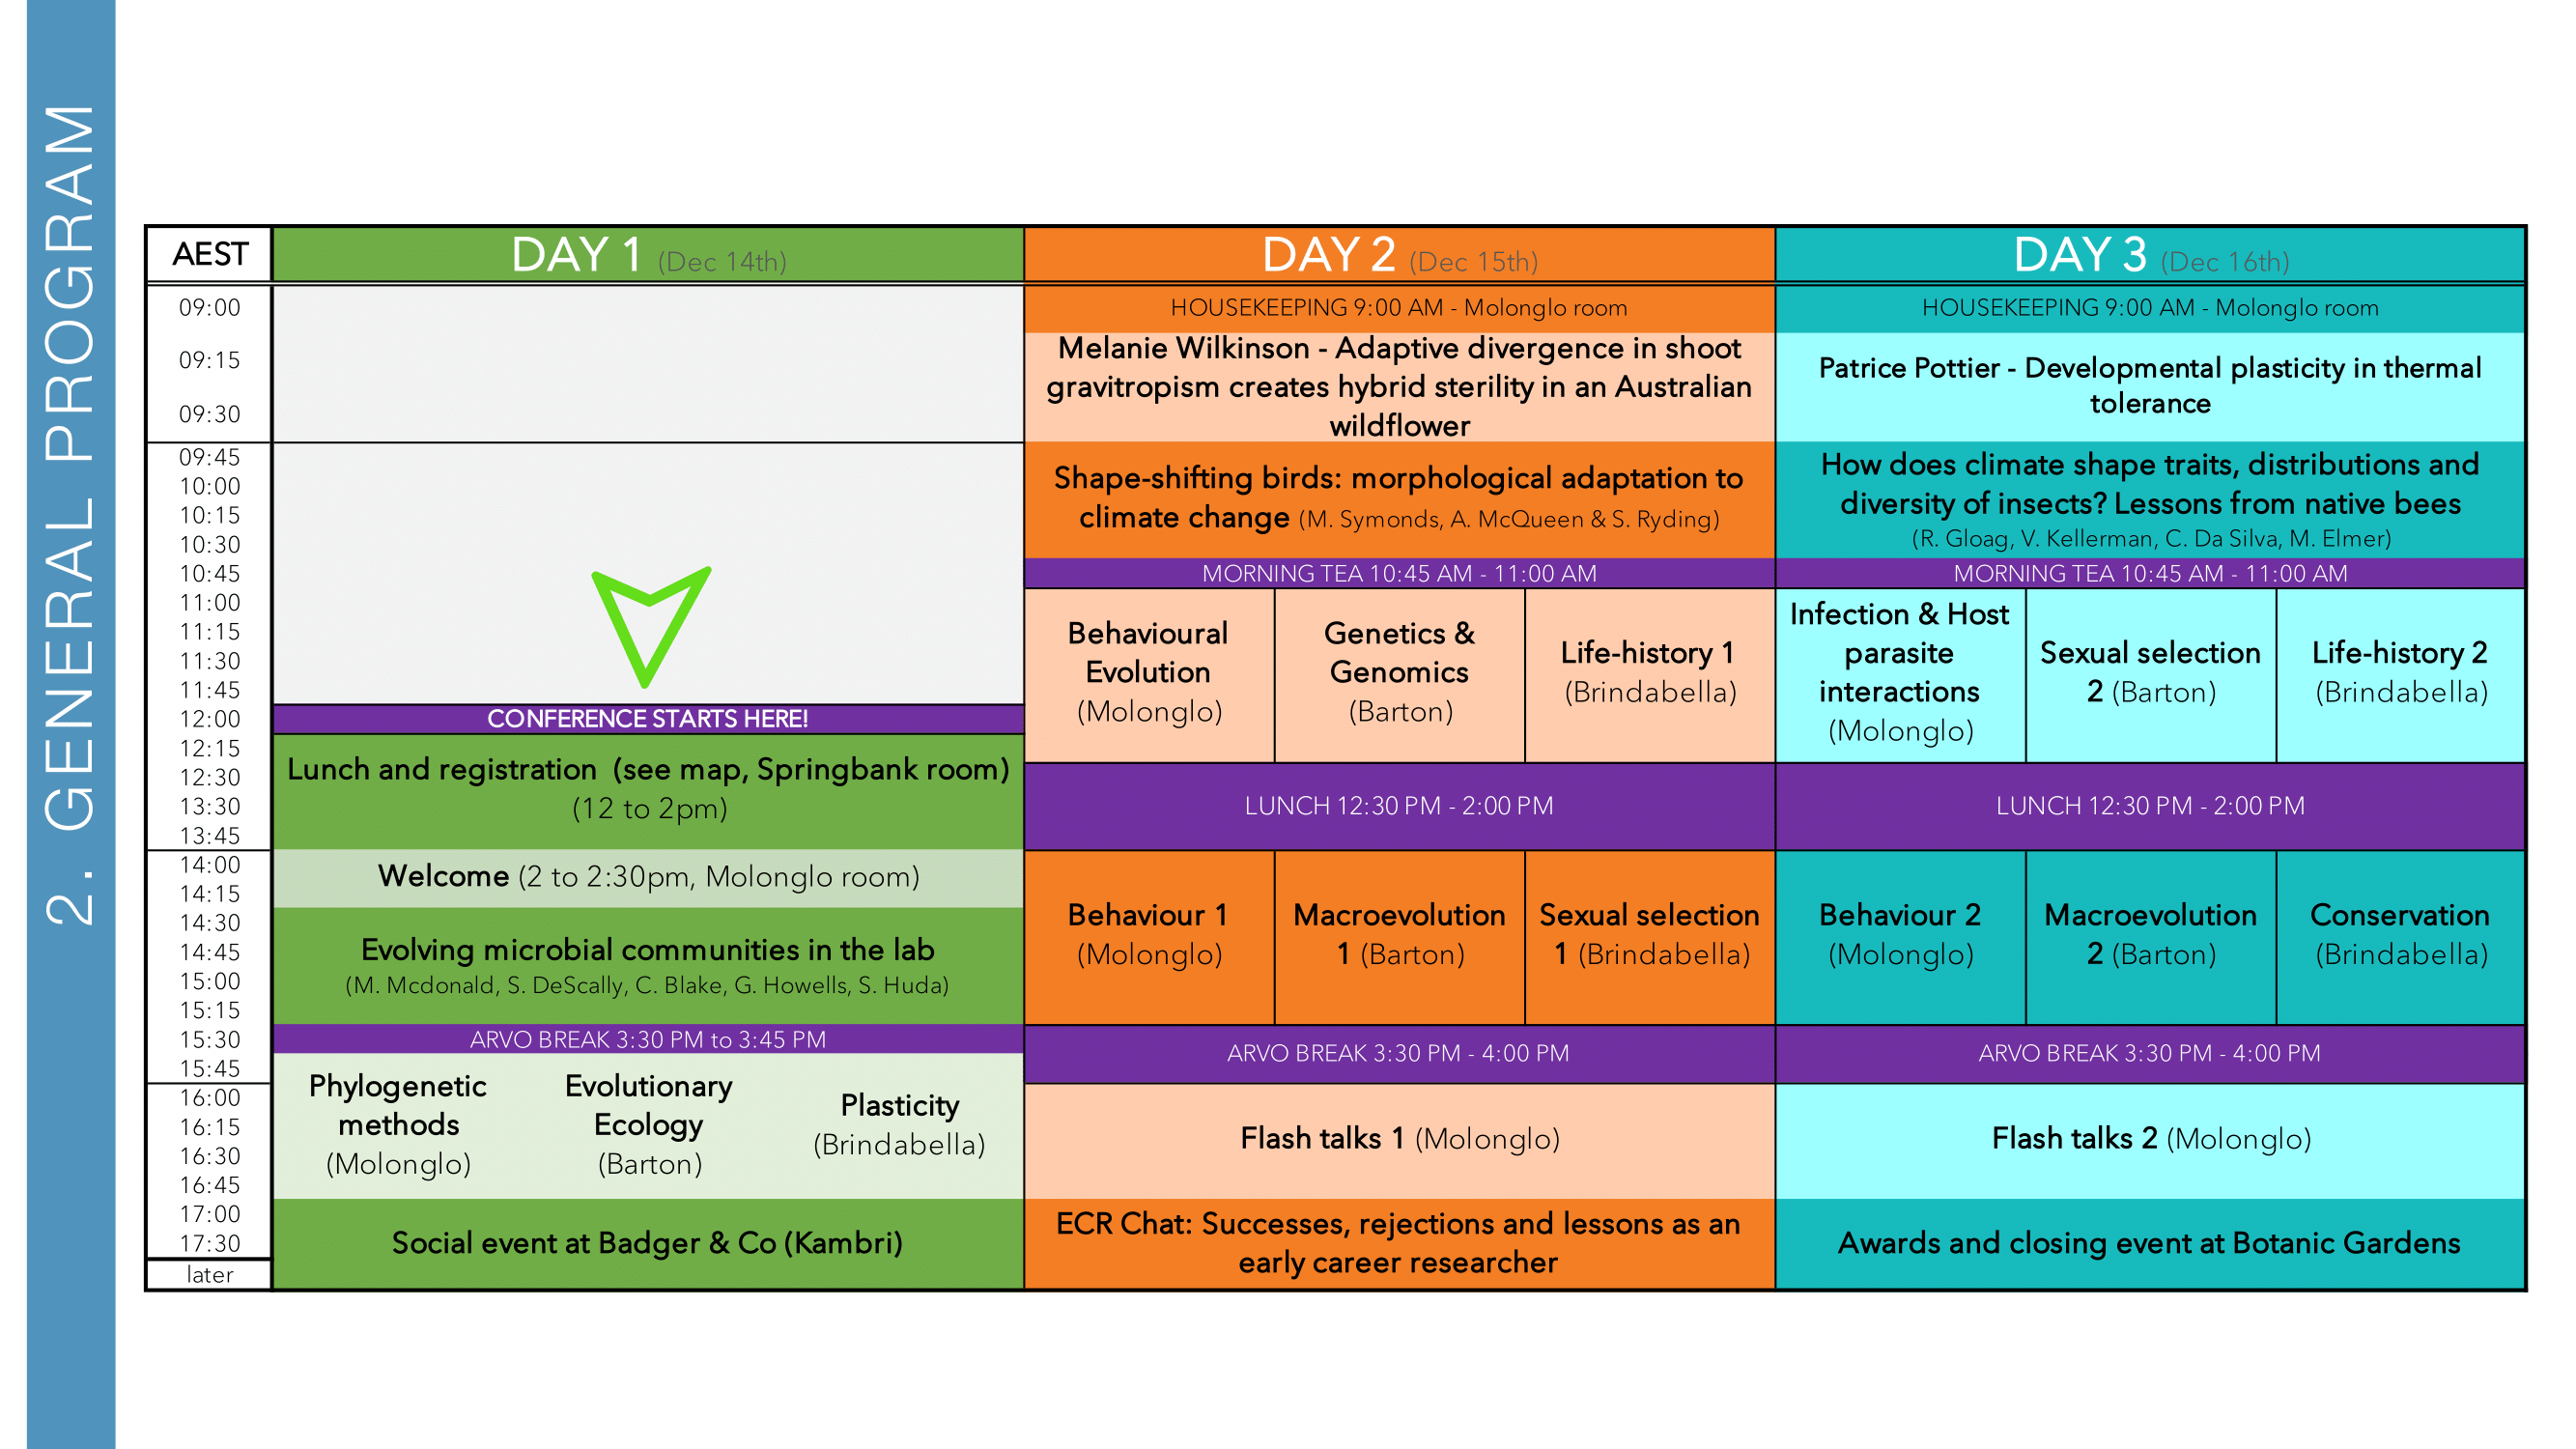 2. GENERAL PROGRAM
AEST
DAY 1 (Dec 14th)
DAY 2 (Dec 15th)
DAY 3 (Dec 16th)
09:00
09:15
09:30
09:45
10:00
10:15
10:30
10:45
11:00
11:15
11:30
11:45
12:00
12:15
12:30
13:30
13:45
14:00
14:15
14:30
14:45
15:00
15:15
15:30
15:45
16:00
16:15
16:30
16:45
17:00
17:30
later
CONFERENCE STARTS HERE!
Lunch and registration (see map, Springbank room)
(12 to 2pm)
Welcome (2 to 2:30pm, Molonglo room)
Evolving microbial communities in the lab
(M. Mcdonald, S. DeScally, C. Blake, G. Howells, S. Huda)
ARVO BREAK 3:30 PM to 3:45 PM
Phylogenetic
methods
(Molonglo)
Evolutionary
Ecology
(Barton)
Plasticity
(Brindabella)
Social event at Badger & Co (Kambri)
HOUSEKEEPING 9:00 AM - Molonglo room
Melanie Wilkinson - Adaptive divergence in shoot
gravitropism creates hybrid sterility in an Australian
wildflower
Shape-shifting birds: morphological adaptation to
climate change (M. Symonds, A. McQueen & S. Ryding)
MORNING TEA 10:45 AM - 11:00 AM
Behavioural
Evolution
(Molonglo)
Genetics &
Genomics
(Barton)
Life-history 1
(Brindabella)
LUNCH 12:30 PM - 2:00 PM
Behaviour 1
(Molonglo)
Macroevolution
1 (Barton)
Sexual selection
1 (Brindabella)
ARVO BREAK 3:30 PM - 4:00 PM
Flash talks 1 (Molonglo)
ECR Chat: Successes, rejections and lessons as an
early career researcher
HOUSEKEEPING 9:00 AM - Molonglo room
Patrice Pottier - Developmental plasticity in thermal
tolerance
How does climate shape traits, distributions and
diversity of insects? Lessons from native bees
(R. Gloag, V. Kellerman, C. Da Silva, M. Elmer)
MORNING TEA 10:45 AM - 11:00 AM
Infection & Host
parasite
interactions
(Molonglo)
Sexual selection
2 (Barton)
Life-history 2
(Brindabella)
LUNCH 12:30 PM - 2:00 PM
Behaviour 2
(Molonglo)
Macroevolution
2 (Barton)
Conservation
(Brindabella)
ARVO BREAK 3:30 PM - 4:00 PM
Flash talks 2 (Molonglo)
Awards and closing event at Botanic Gardens